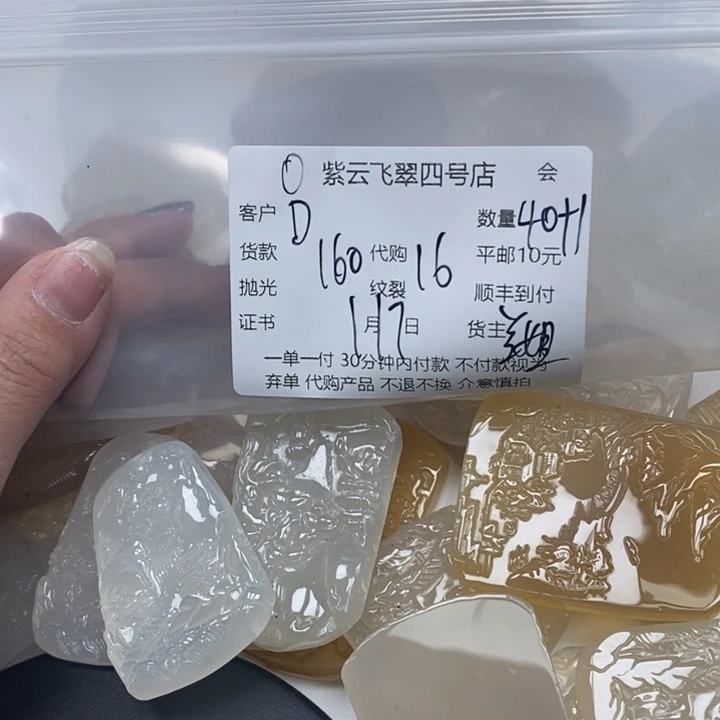 0 紫云飞翠四号店 会
客户 D 数量 40+1
货款 160 代购 16 平邮10元
抛光 纹裂 顺丰到付
证书 1月17日 货主
一单一付 30分钟内付款 不付款视为
弃单 代购产品 不退不换 介意慎拍